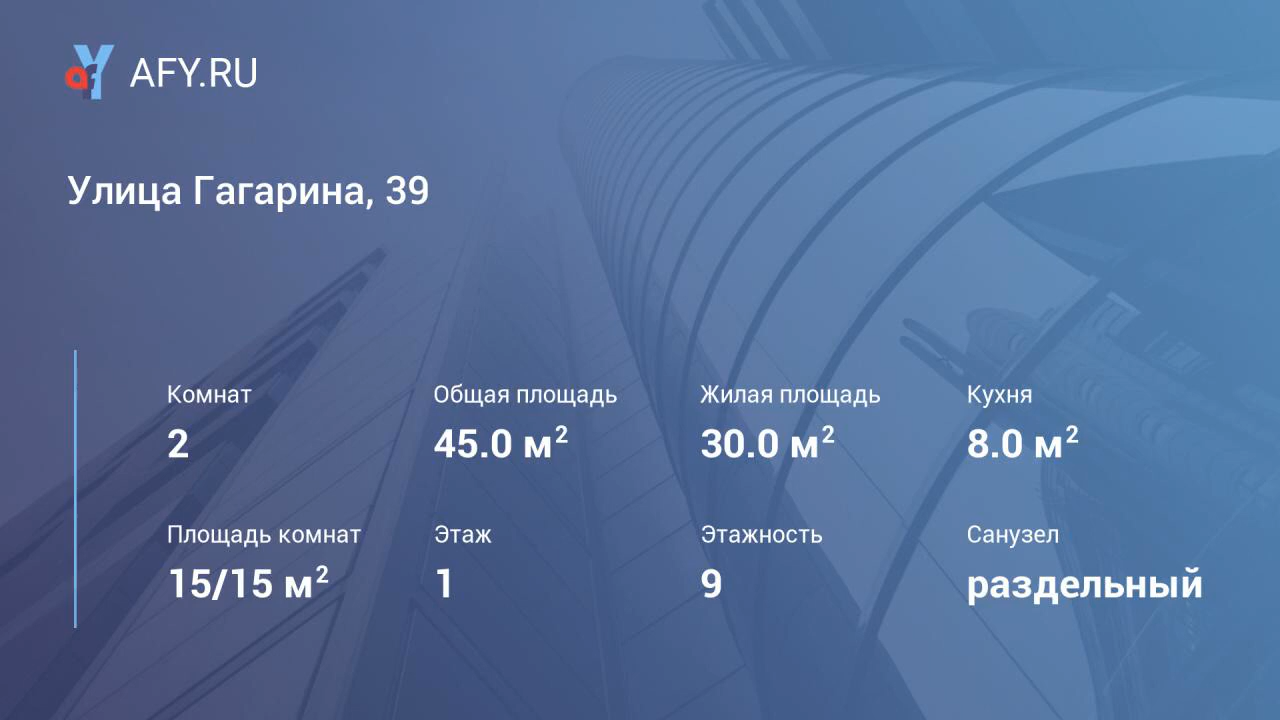 afy AFY.RU
Улица Гагарина, 39
Комнат
2
Общая площадь
45.0 м²
Жилая площадь
30.0 м²
Кухня
8.0 м²
Площадь комнат
15/15 м²
Этаж
1
Этажность
9
Санузел
раздельный